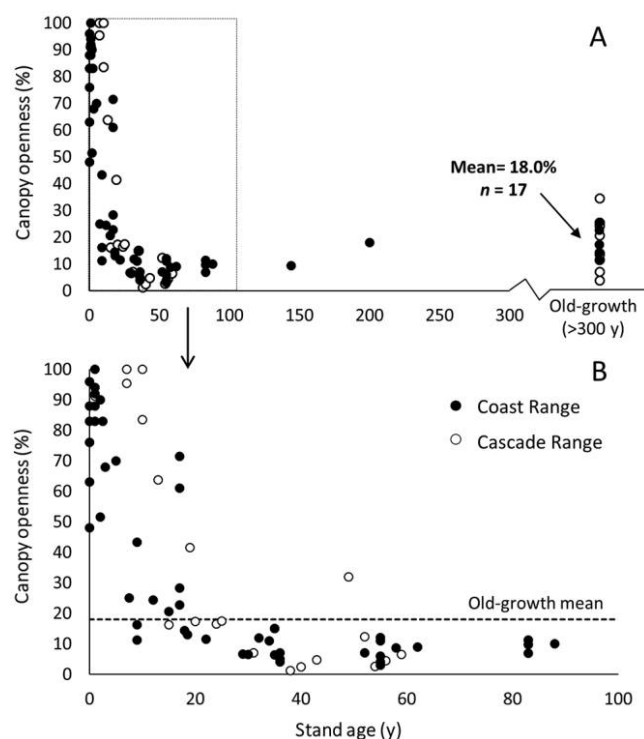 A
Canopy openness (%)
100
90
80
70
60
50
40
30
20
10
0
Mean= 18.0%
n = 17
0
50
100
150
200
250
300
Old-growth
(>300 y)
B
Canopy openness (%)
100
90
80
70
60
50
40
30
20
10
0
Coast Range
Cascade Range
Old-growth mean
0
20
40
60
80
100
Stand age (y)